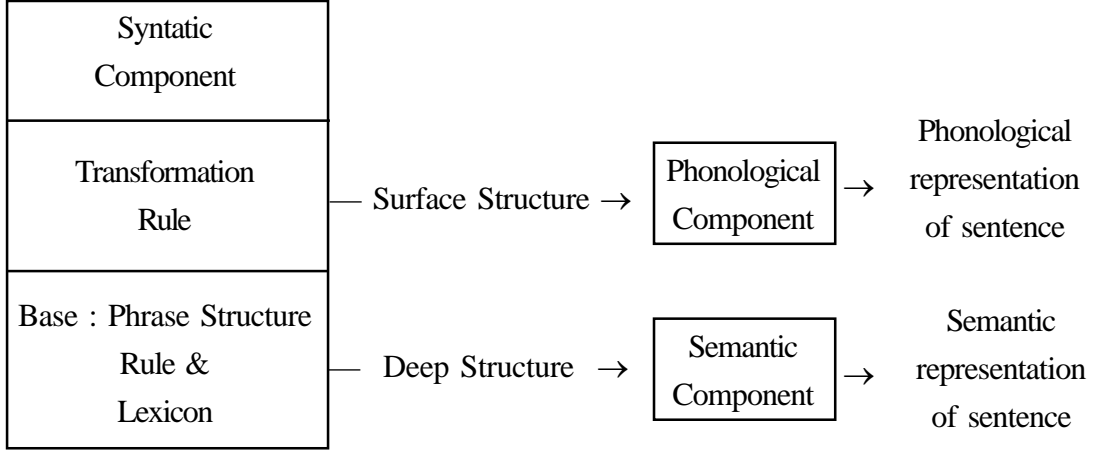 Syntatic
Component
Transformation
Rule
Surface Structure →
Phonological
Component
→
Phonological
representation
of sentence
Base : Phrase Structure
Rule &
Lexicon
Deep Structure →
Semantic
Component
→
Semantic
representation
of sentence